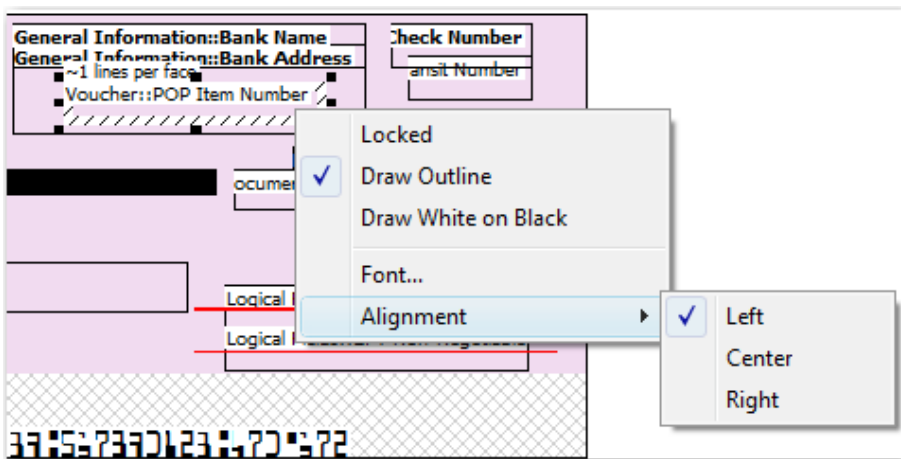 General Information::Bank Name
Check Number
General Information::Bank Address
~1 lines per face
ansit Number
Voucher::POP Item Number
Locked
ocumen
Draw Outline
Draw White on Black
Font...
Logical
Alignment
Left
Logical
Center
Right